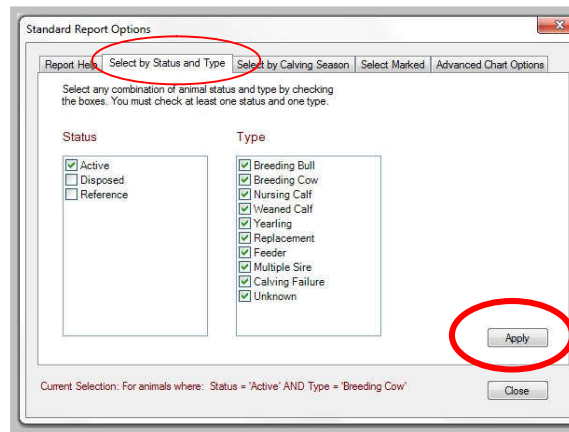 Standard Report Options
Report Help Select by Status and Type Select by Calving Season Select Marked Advanced Chart Options
Select any combination of animal status and type by checking
the boxes. You must check at least one status and one type.
Status Type
Active
Disposed
Reference
Breeding Bull
Breeding Cow
Nursing Calf
Weaned Calf
Yearling
Replacement
Feeder
Multiple Sire
Calving Failure
Unknown
Apply
Current Selection: For animals where: Status = 'Active' AND Type = 'Breeding Cow'
Close